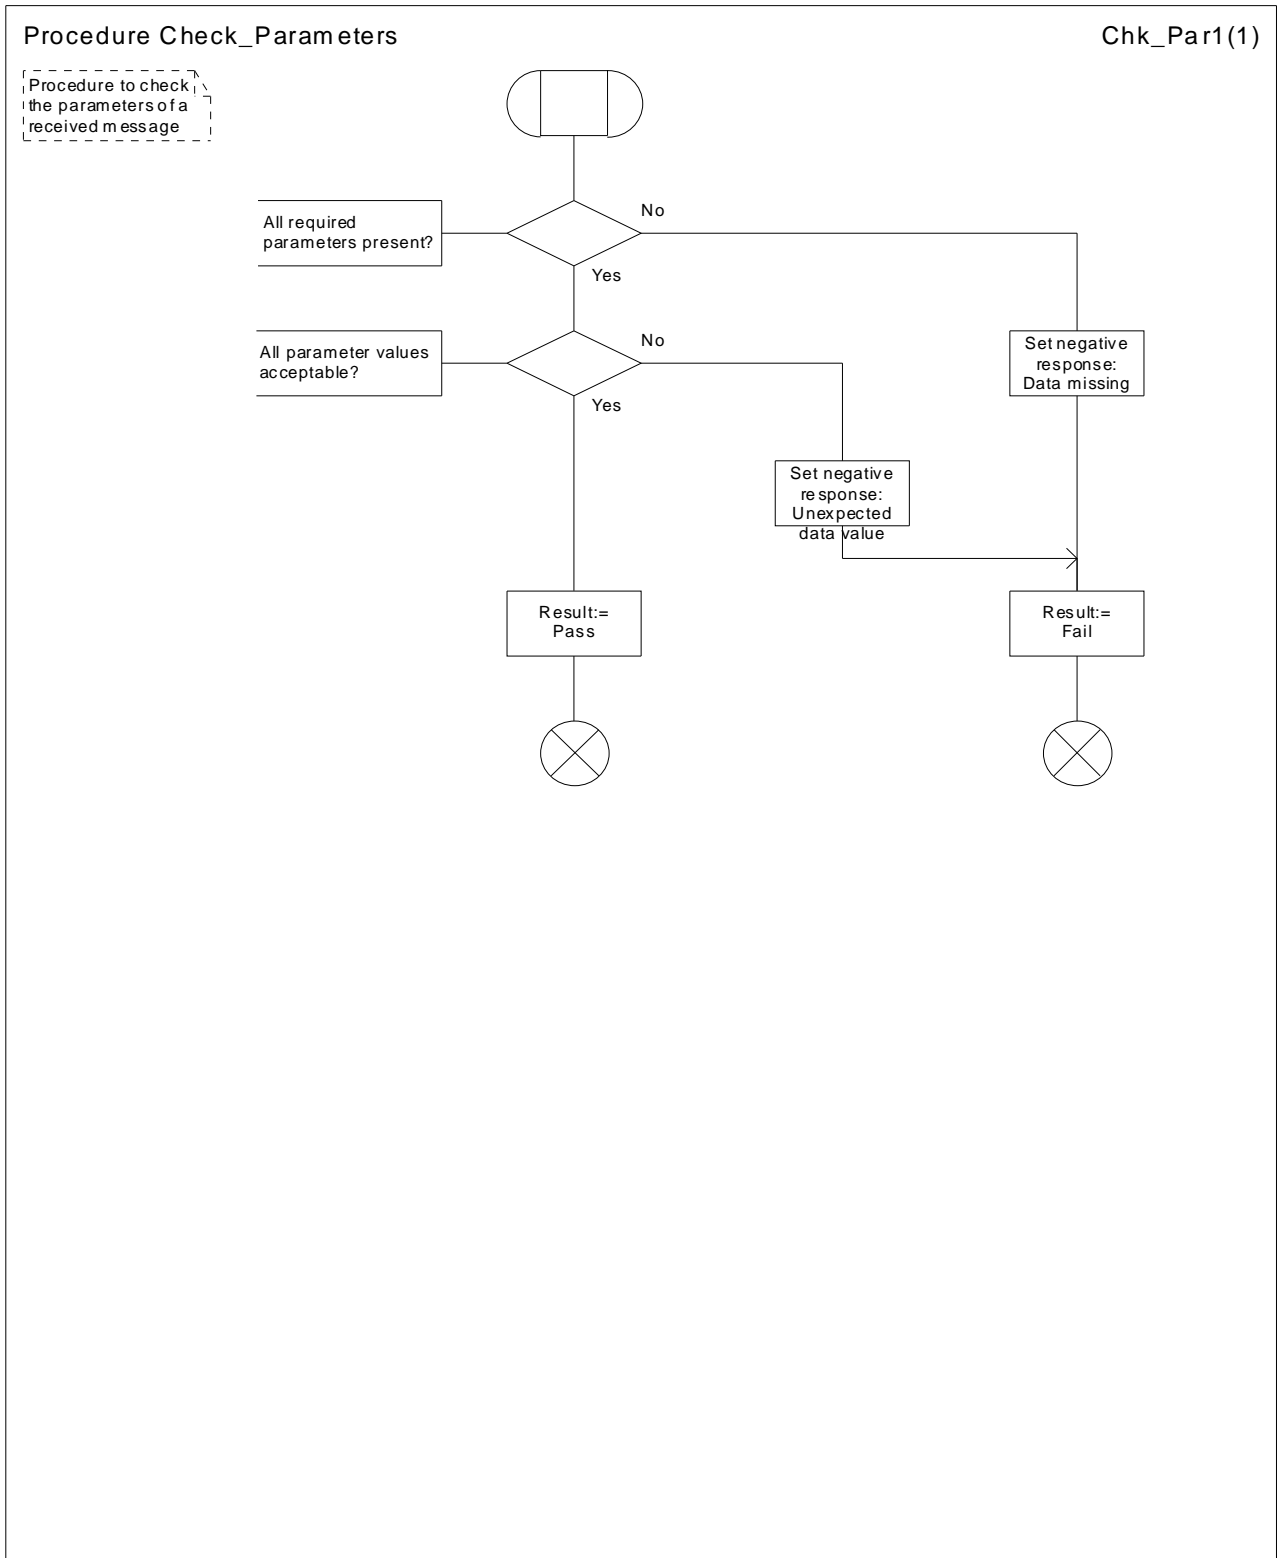 Procedure Check_Parameters
Chk_Par1(1)
Procedure to check
the parameters of a
received message
All required
parameters present?
No
Yes
All parameter values
acceptable?
No
Yes
Set negative
response:
Data missing
Set negative
response:
Unexpected
data value
Result:=
Pass
Result:=
Fail